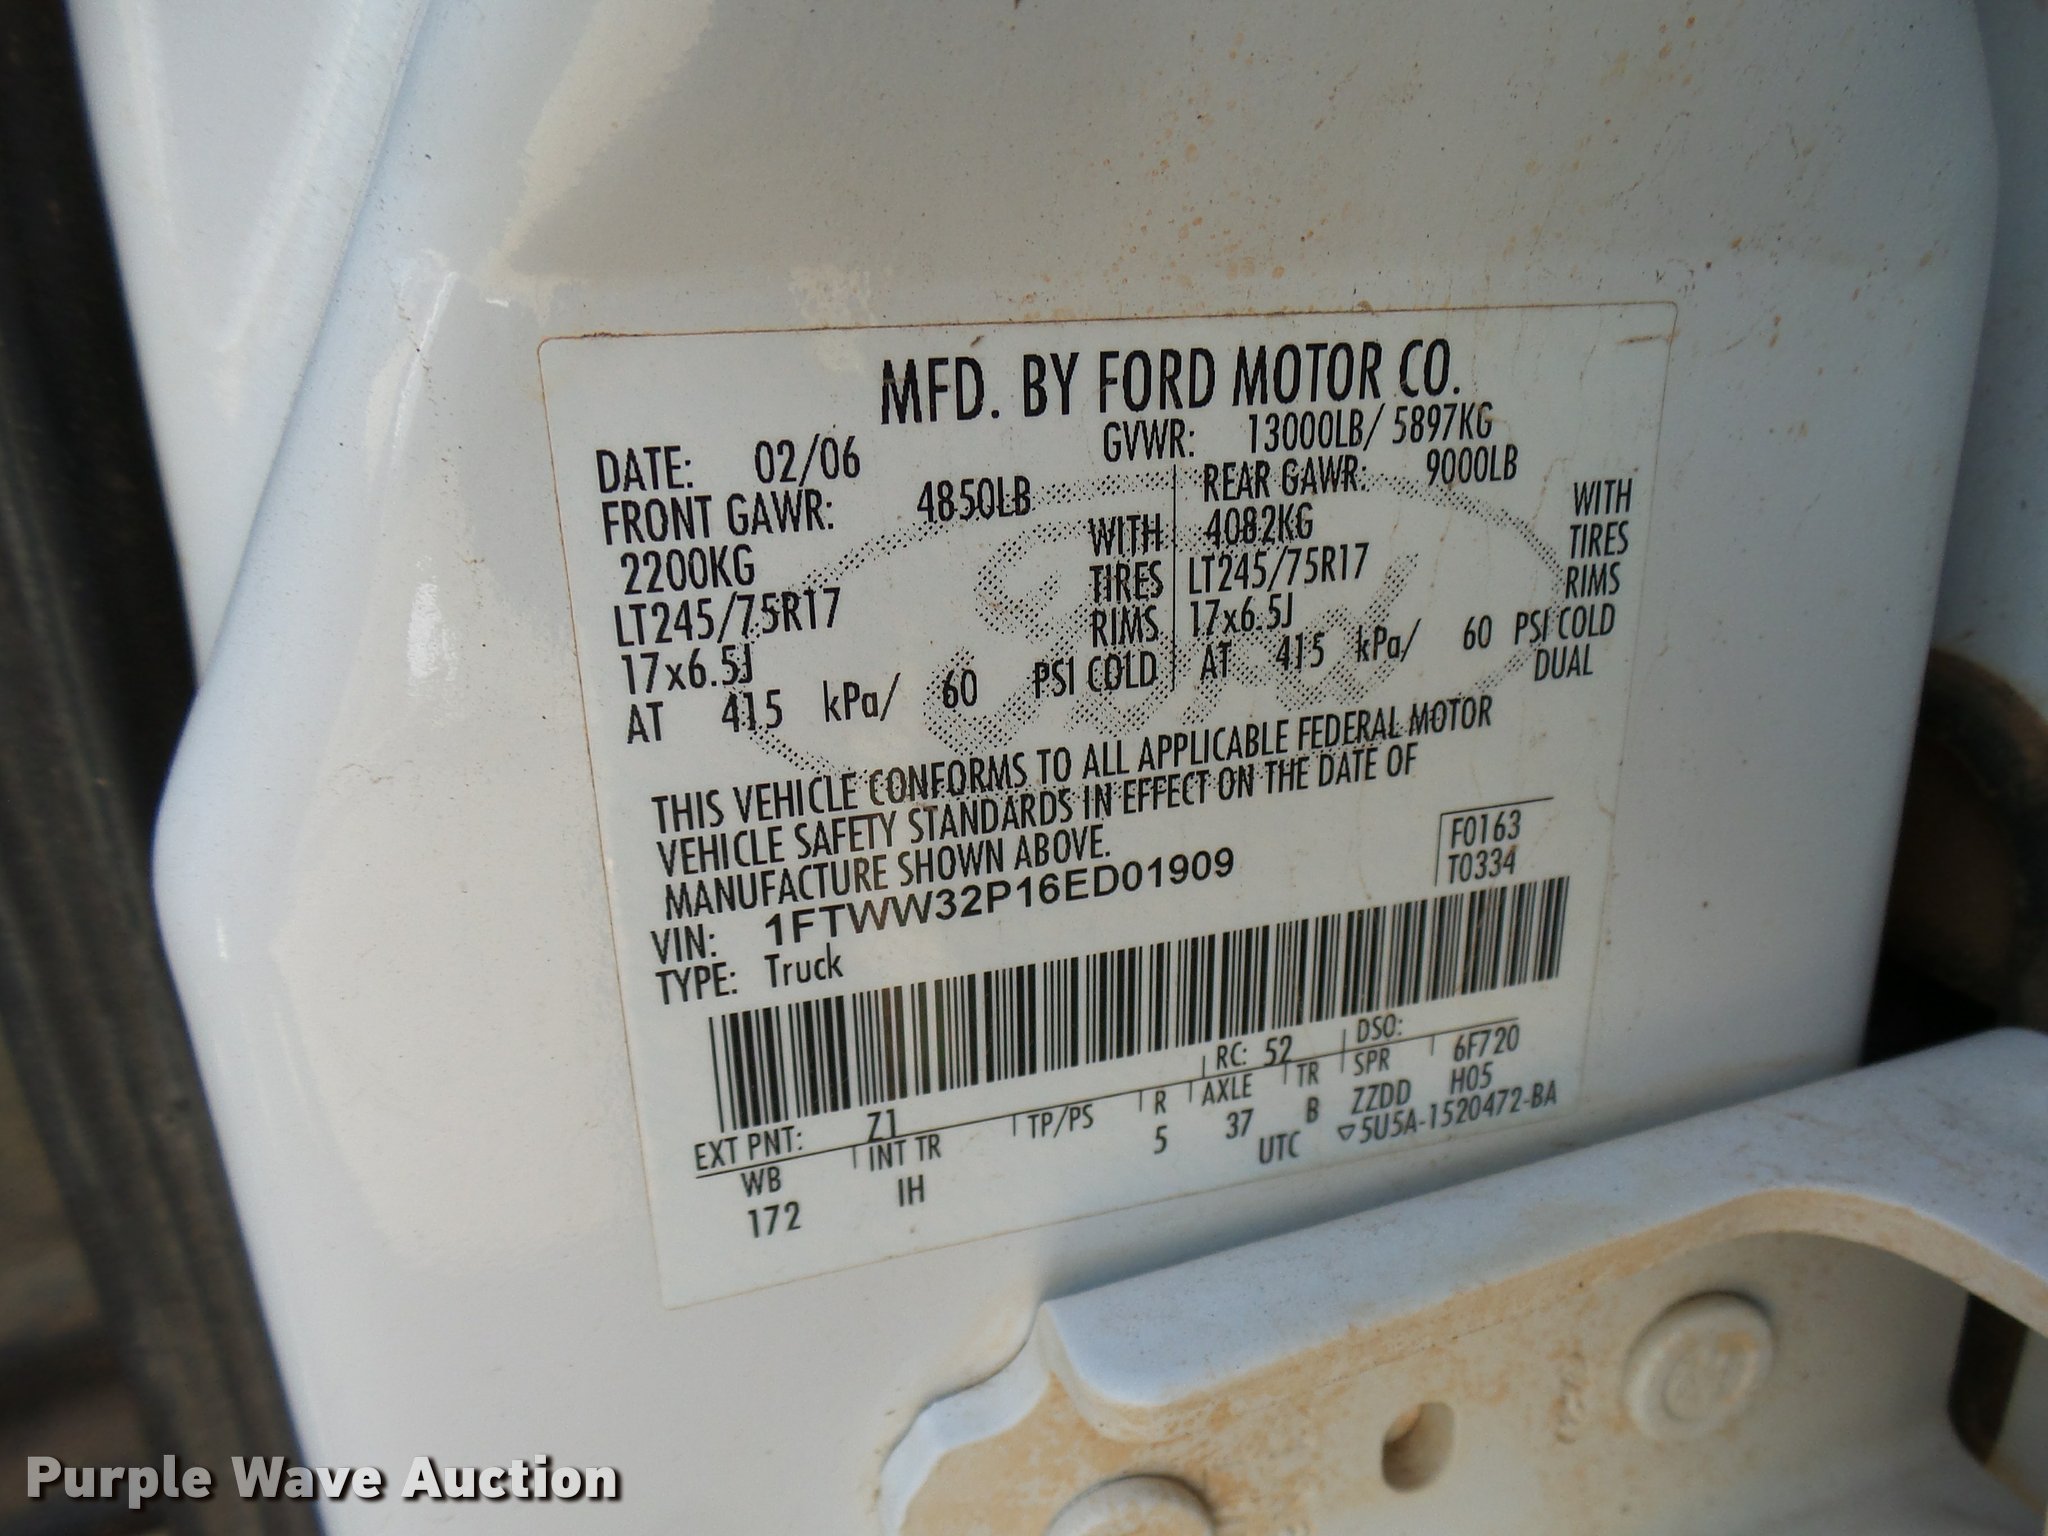 MFD. BY FORD MOTOR CO.
DATE: 02/06 GVWR: 13000LB/ 5897KG
FRONT GAWR: 4850LB REAR GAWR: 9000LB
2200KG WITH 4082KG WITH
LT245/75R17 TIRES LT245/75R17 TIRES
17x6.5J RIMS 17x6.5J RIMS
AT 415 kPa/ 60 PSI COLD AT 415 kPa/ 60 PSI COLD
DUAL
THIS VEHICLE CONFORMS TO ALL APPLICABLE FEDERAL MOTOR
VEHICLE SAFETY STANDARDS IN EFFECT ON THE DATE OF
MANUFACTURE SHOWN ABOVE.
F0163
T0334
VIN: 1FTWW32P16ED01909
TYPE: Truck
EXT PNT: Z1 RC: 52 DSO: 6F720
WB INT TR TP/PS R AXLE TR SPR H05
172 IH 5 37 B ZZDD
UTC ▽5U5A-1520472-BA
Purple Wave Auction